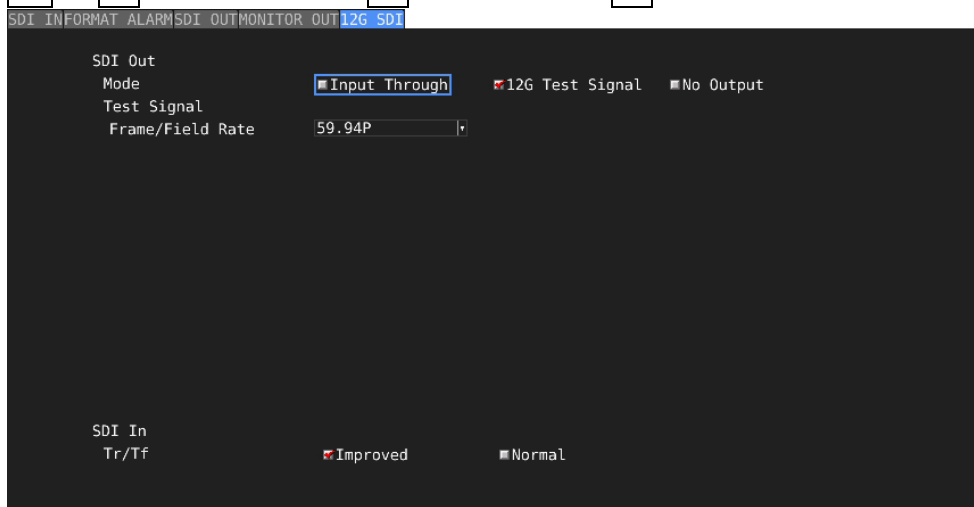 SDI IN FORMAT ALARM SDI OUT MONITOR OUT 12G SDI
SDI Out
Mode Input Through 12G Test Signal No Output
Test Signal
Frame/Field Rate 59.94P
SDI In
Tr/Tf Improved Normal